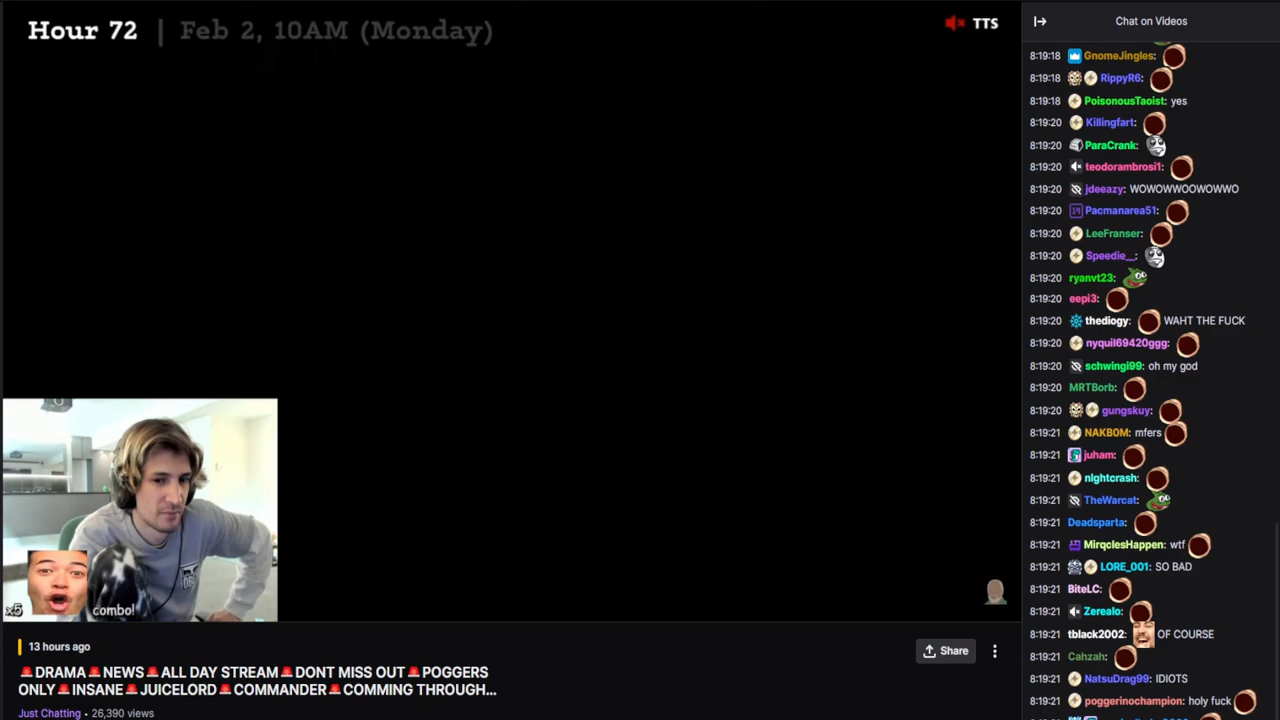 Hour 72 | Feb 2, 10AM (Monday)
TTS
x5 combo!
13 hours ago
Share
🚨DRAMA🚨NEWS🚨ALL DAY STREAM🚨DONT MISS OUT🚨POGGERS
ONLY🚨INSANE🚨JUICELORD🚨COMMANDER🚨COMMING THROUGH...
Just Chatting • 26,390 views
Chat on Videos
8:19:18 GnomeJingles:
8:19:18 RippyR6:
8:19:18 PoisonousTaoist: yes
8:19:20 Killingfart:
8:19:20 ParaCrank:
8:19:20 teodorambrosi1:
8:19:20 jdeeazy: WOWOWWOOWOWWO
8:19:20 Pacmanarea51:
8:19:20 LeeFranser:
8:19:20 Speedie__:
8:19:20 ryanvt23:
8:19:20 eepi3:
8:19:20 thediogy: WAHT THE FUCK
8:19:20 nyquil69420ggg:
8:19:20 schwingi99: oh my god
8:19:20 MRTBorb:
8:19:20 gungskuy:
8:19:21 NAKB0M: mfers
8:19:21 juham:
8:19:21 nIghtcrash:
8:19:21 TheWarcat:
8:19:21 Deadsparta:
8:19:21 MirqclesHappen: wtf
8:19:21 LORE_001: SO BAD
8:19:21 BiteLC:
8:19:21 Zerealo:
8:19:21 tblack2002: OF COURSE
8:19:21 Cahzah:
8:19:21 NatsuDrag99: IDIOTS
8:19:21 poggerinochampion: holy fuck